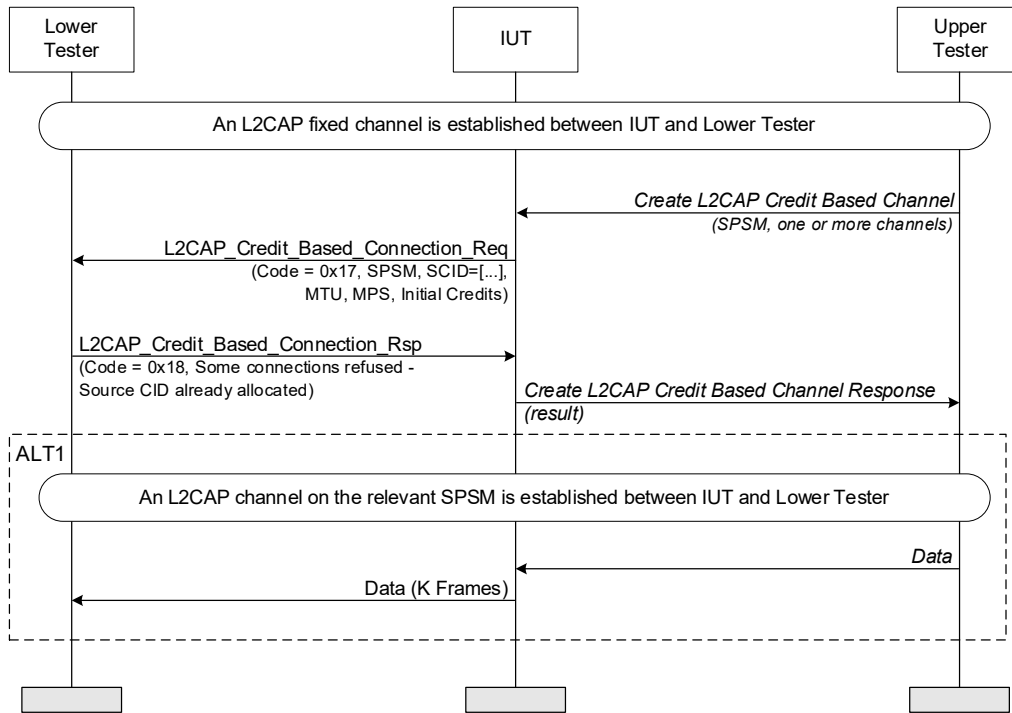 Lower
Tester
IUT
Upper
Tester
An L2CAP fixed channel is established between IUT and Lower Tester
Create L2CAP Credit Based Channel
(SPSM, one or more channels)
L2CAP_Credit_Based_Connection_Req
(Code = 0x17, SPSM, SCID=[...],
MTU, MPS, Initial Credits)
L2CAP_Credit_Based_Connection_Rsp
(Code = 0x18, Some connections refused -
Source CID already allocated)
Create L2CAP Credit Based Channel Response
(result)
ALT1
An L2CAP channel on the relevant SPSM is established between IUT and Lower Tester
Data
Data (K Frames)